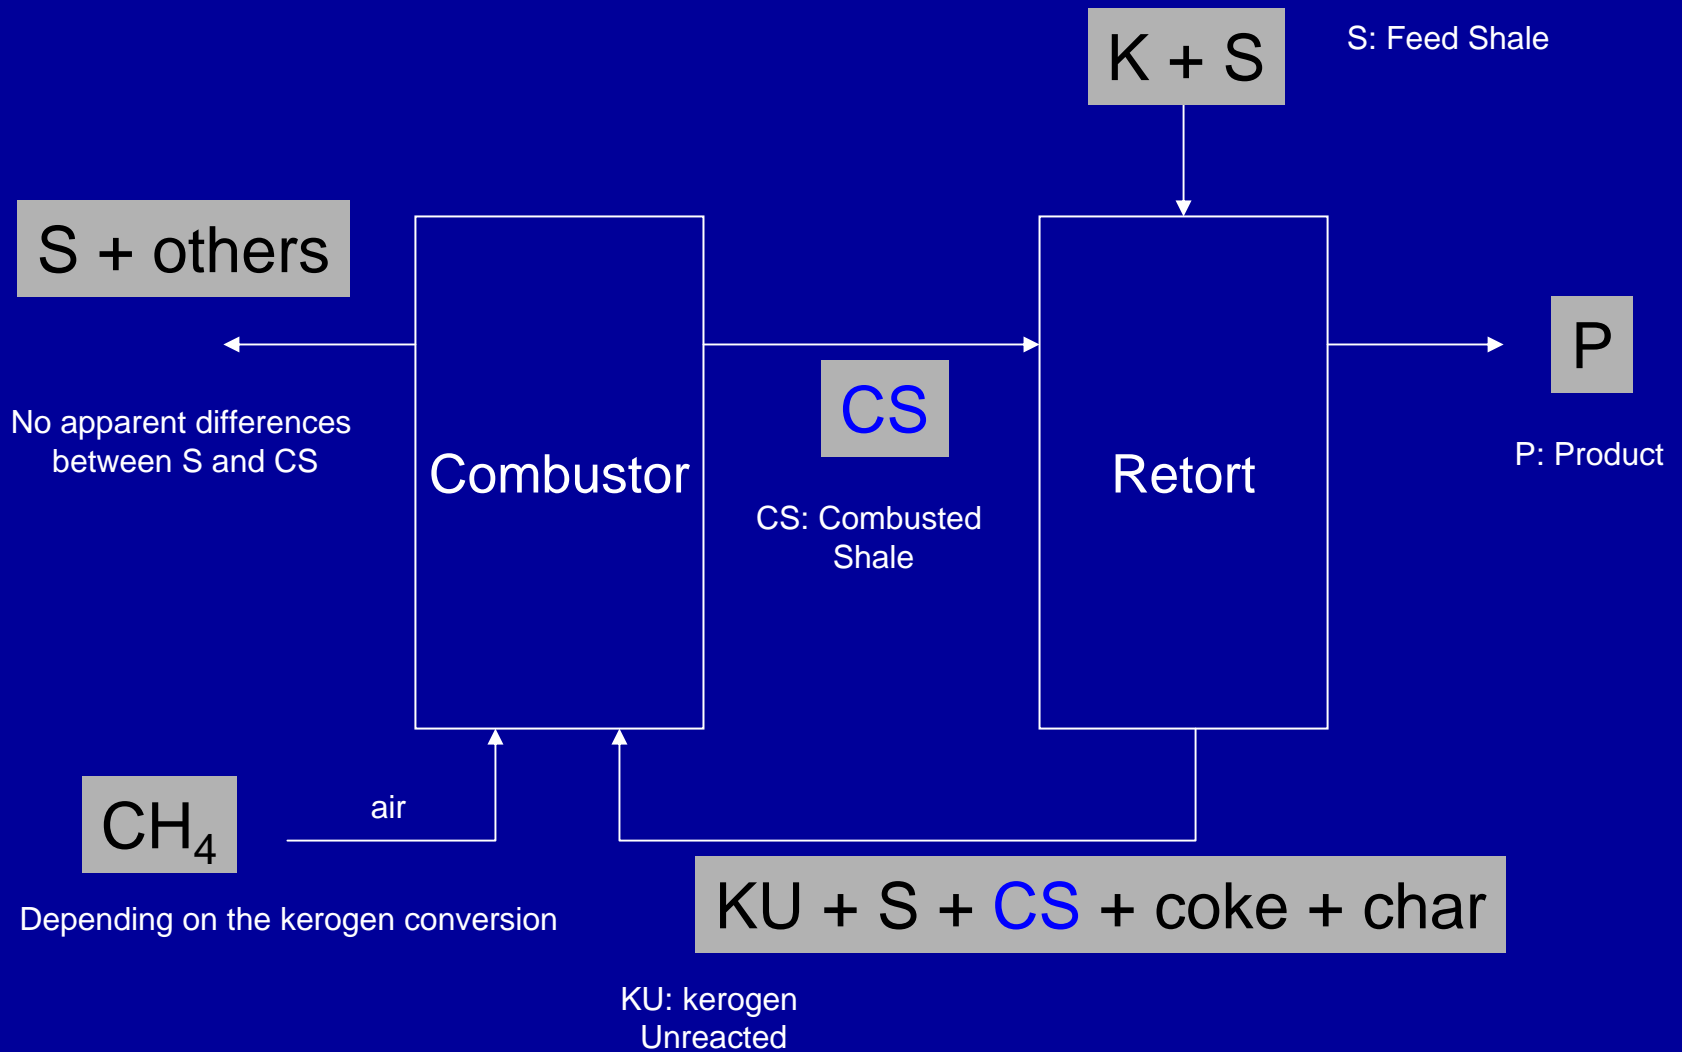 K + S
S: Feed Shale
S + others
No apparent differences
between S and CS
Combustor
CS
CS: Combusted
Shale
Retort
P
P: Product
CH₄
air
Depending on the kerogen conversion
KU + S + CS + coke + char
KU: kerogen
Unreacted